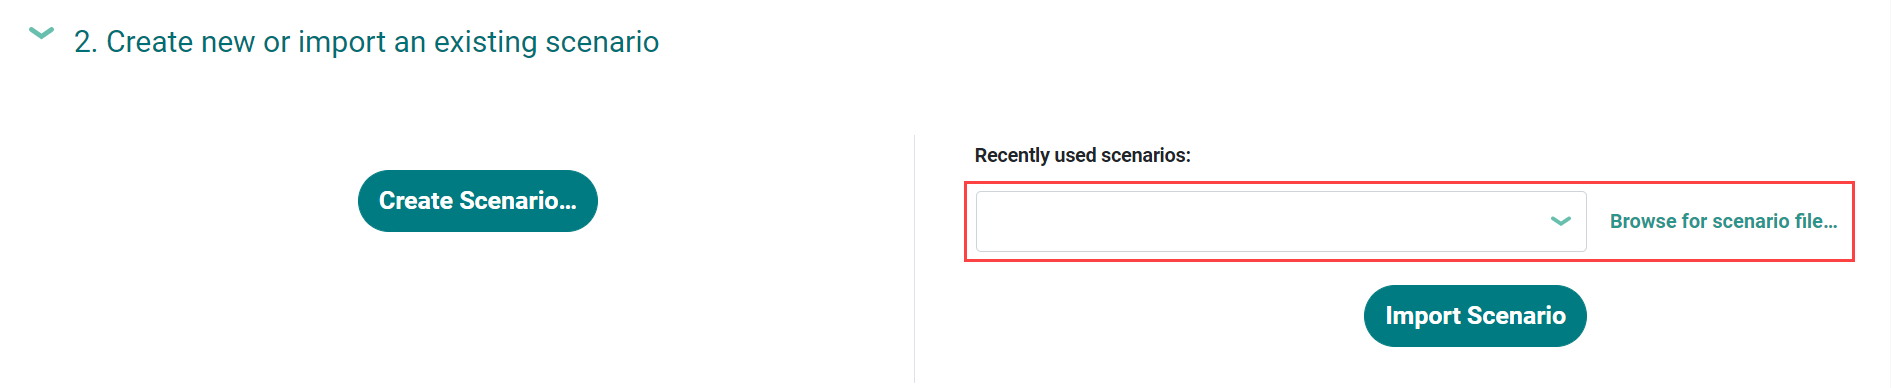 2. Create new or import an existing scenario
Create Scenario...
Recently used scenarios:
Browse for scenario file...
Import Scenario